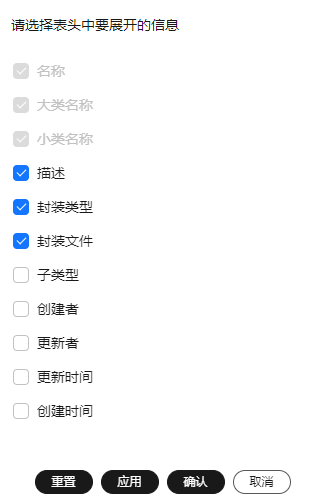 请选择表头中要展开的信息
名称
大类名称
小类名称
描述
封装类型
封装文件
子类型
创建者
更新者
更新时间
创建时间
重置 应用 确认 取消